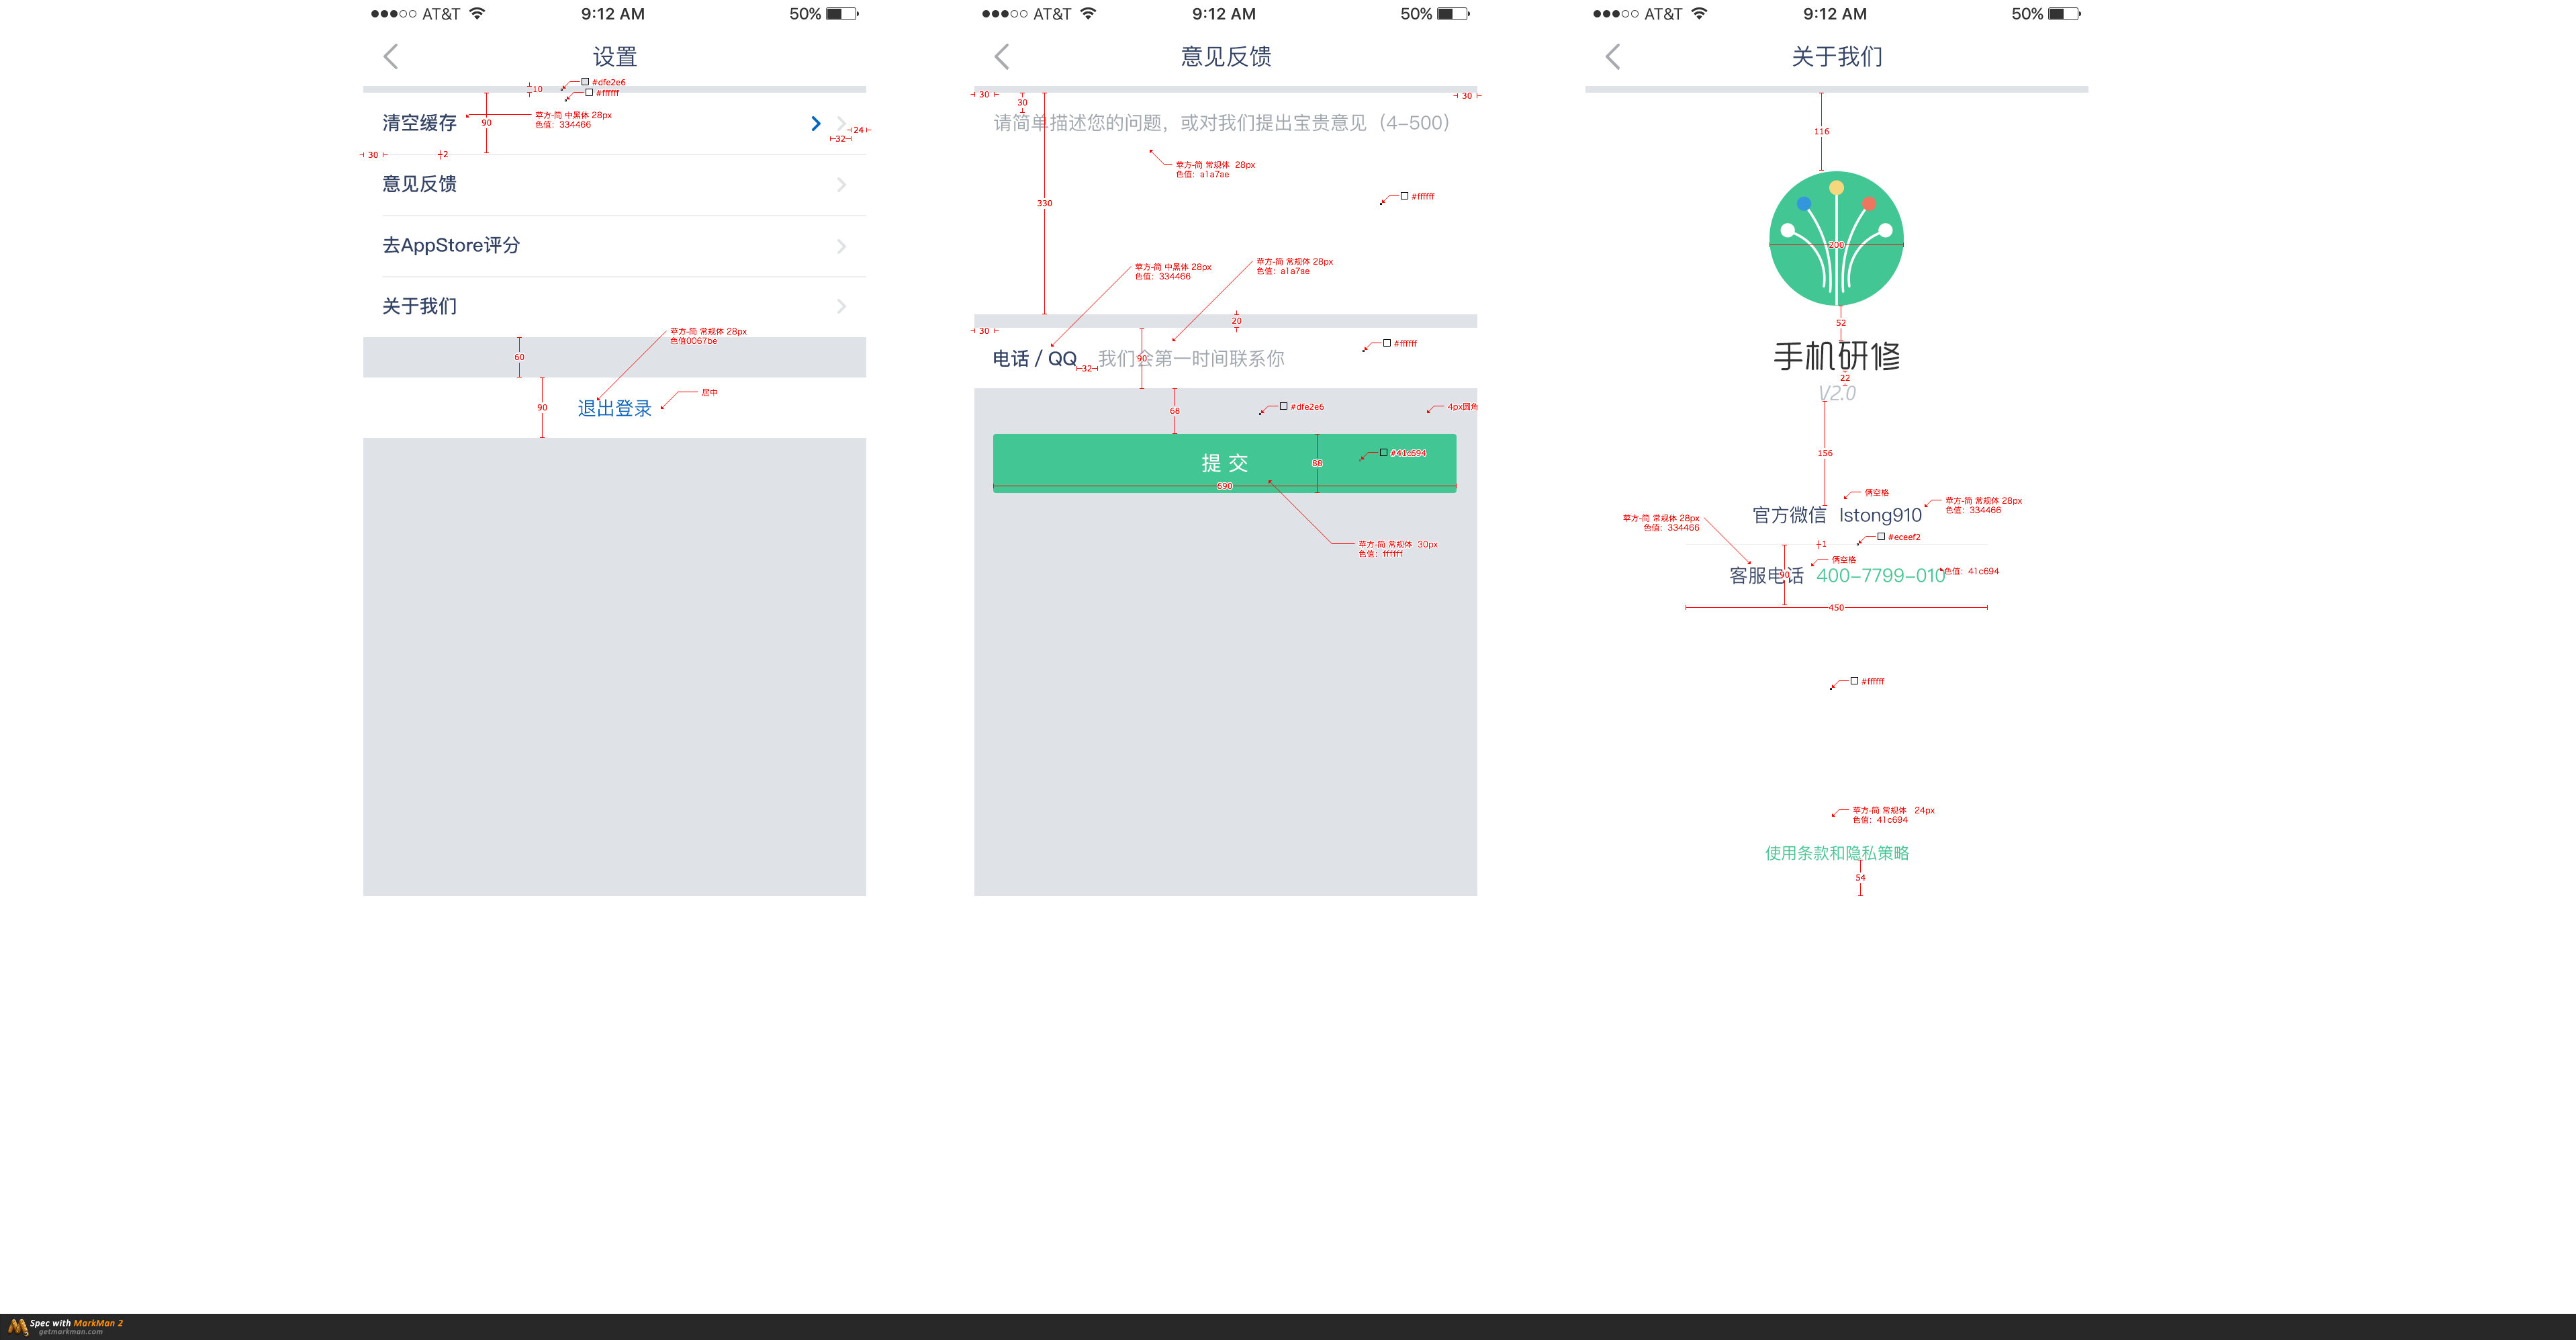 AT&T 9:12 AM 50%
设置
#dfe2e6
10
#ffffff
清空缓存
90
苹方-简 中黑体 28px
色值：334466
24
32
30
2
意见反馈
去AppStore评分
关于我们
苹方-简 常规体 28px
色值0067be
60
90
退出登录
居中
AT&T 9:12 AM 50%
意见反馈
30
30
30
请简单描述您的问题，或对我们提出宝贵意见（4-500）
苹方-简 常规体 28px
色值：a1a7ae
#ffffff
330
苹方-简 中黑体 28px
色值：334466
苹方-简 常规体 28px
色值：a1a7ae
20
30
#ffffff
电话 / QQ
32
90
我们会第一时间联系你
68
#dfe2e6
4px圆角
提 交
88
#41c694
690
苹方-简 常规体 30px
色值：ffffff
AT&T 9:12 AM 50%
关于我们
116
200
52
手机研修
22
V2.0
156
俩空格
官方微信 lstong910
苹方-简 常规体 28px
色值：334466
苹方-简 常规体 28px
色值：334466
1
#eceef2
俩空格
客服电话 400-7799-010
90
色值：41c694
450
#ffffff
苹方-简 常规体 24px
色值：41c694
使用条款和隐私策略
54
Spec with MarkMan 2
getmarkman.com